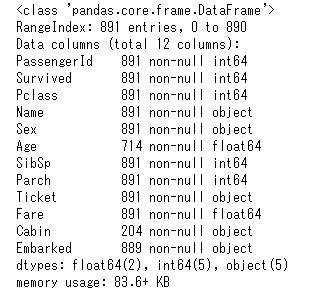 <class 'pandas.core.frame.DataFrame'>
RangeIndex: 891 entries, 0 to 890
Data columns (total 12 columns):
PassengerId    891 non-null int64
Survived       891 non-null int64
Pclass         891 non-null int64
Name           891 non-null object
Sex            891 non-null object
Age            714 non-null float64
SibSp          891 non-null int64
Parch          891 non-null int64
Ticket         891 non-null object
Fare           891 non-null float64
Cabin          204 non-null object
Embarked       889 non-null object
dtypes: float64(2), int64(5), object(5)
memory usage: 83.6+ KB